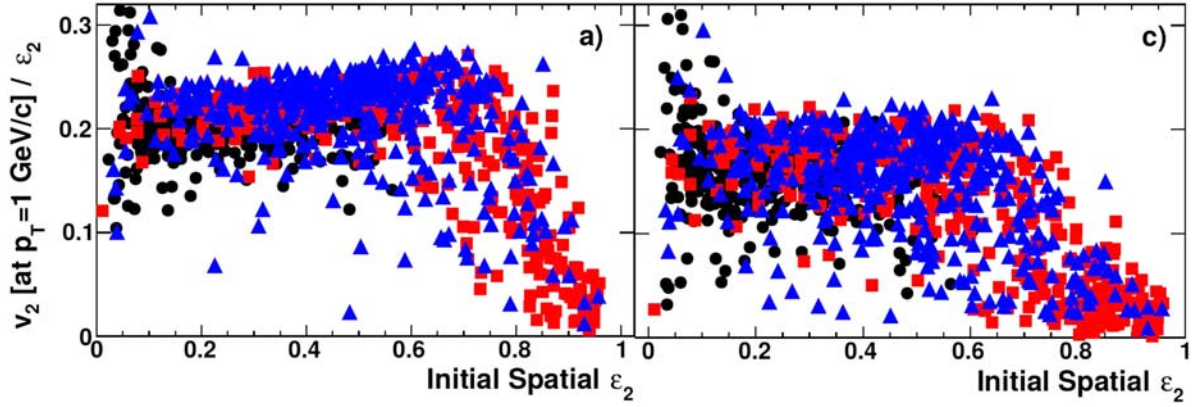 v₂ [at p_T=1 GeV/c] / ε₂
0.3
0.2
0.1
0
a)
0 0.2 0.4 0.6 0.8 1
Initial Spatial ε₂
c)
0 0.2 0.4 0.6 0.8 1
Initial Spatial ε₂